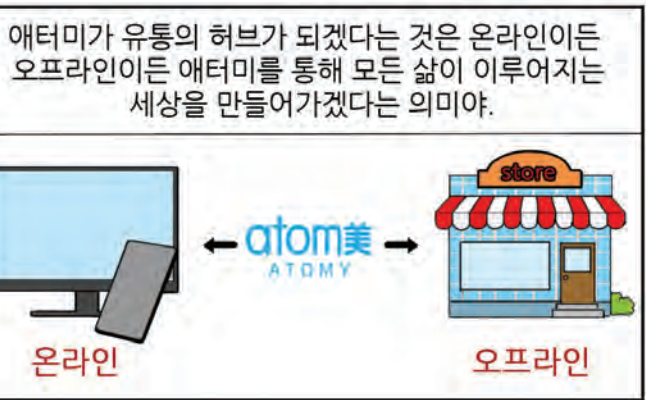 애터미가 유통의 허브가 되겠다는 것은 온라인이든
오프라인이든 애터미를 통해 모든 삶이 이루어지는
세상을 만들어가겠다는 의미야.
store
atom美
ATOMY
온라인
오프라인